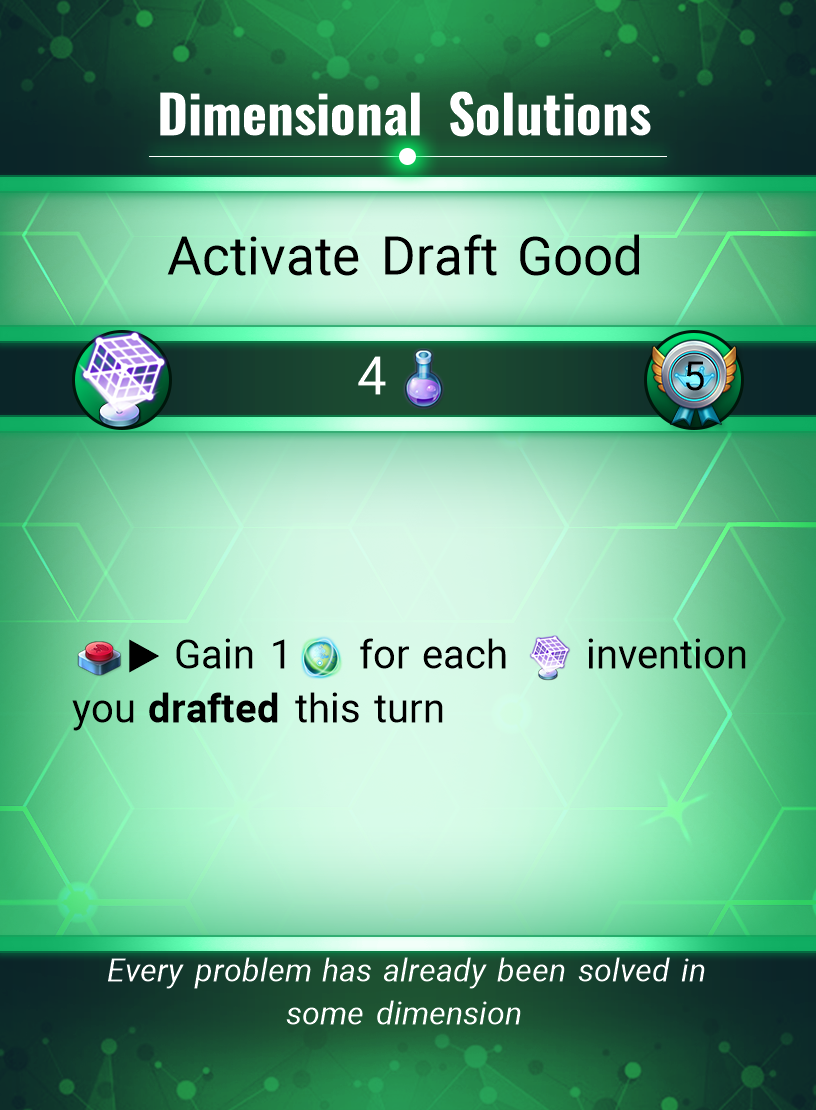 Dimensional Solutions
Activate Draft Good
4
5
Gain 1 for each invention
you drafted this turn
Every problem has already been solved in
some dimension